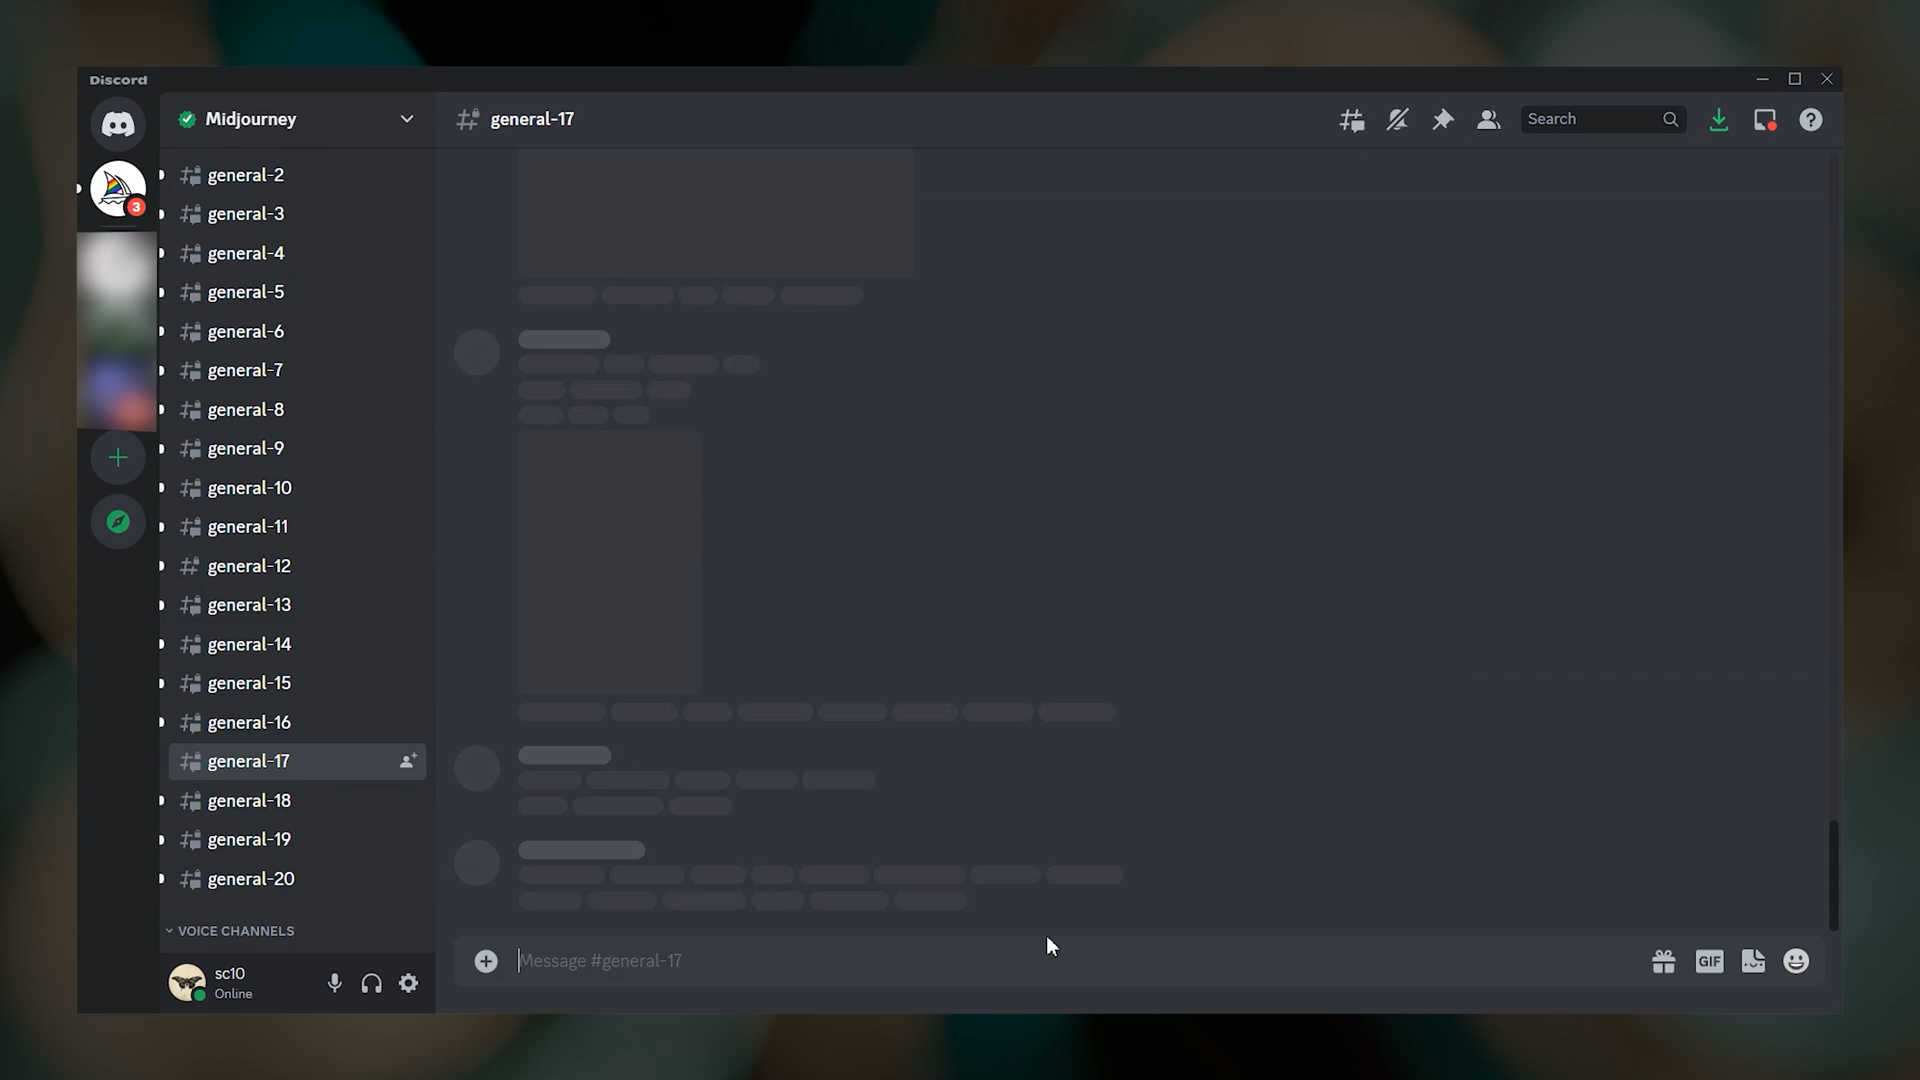 Discord
Midjourney
general-17
Search
general-2
general-3
general-4
general-5
general-6
general-7
general-8
general-9
general-10
general-11
general-12
general-13
general-14
general-15
general-16
general-17
general-18
general-19
general-20
VOICE CHANNELS
sc10
Online
3
Message #general-17
GIF